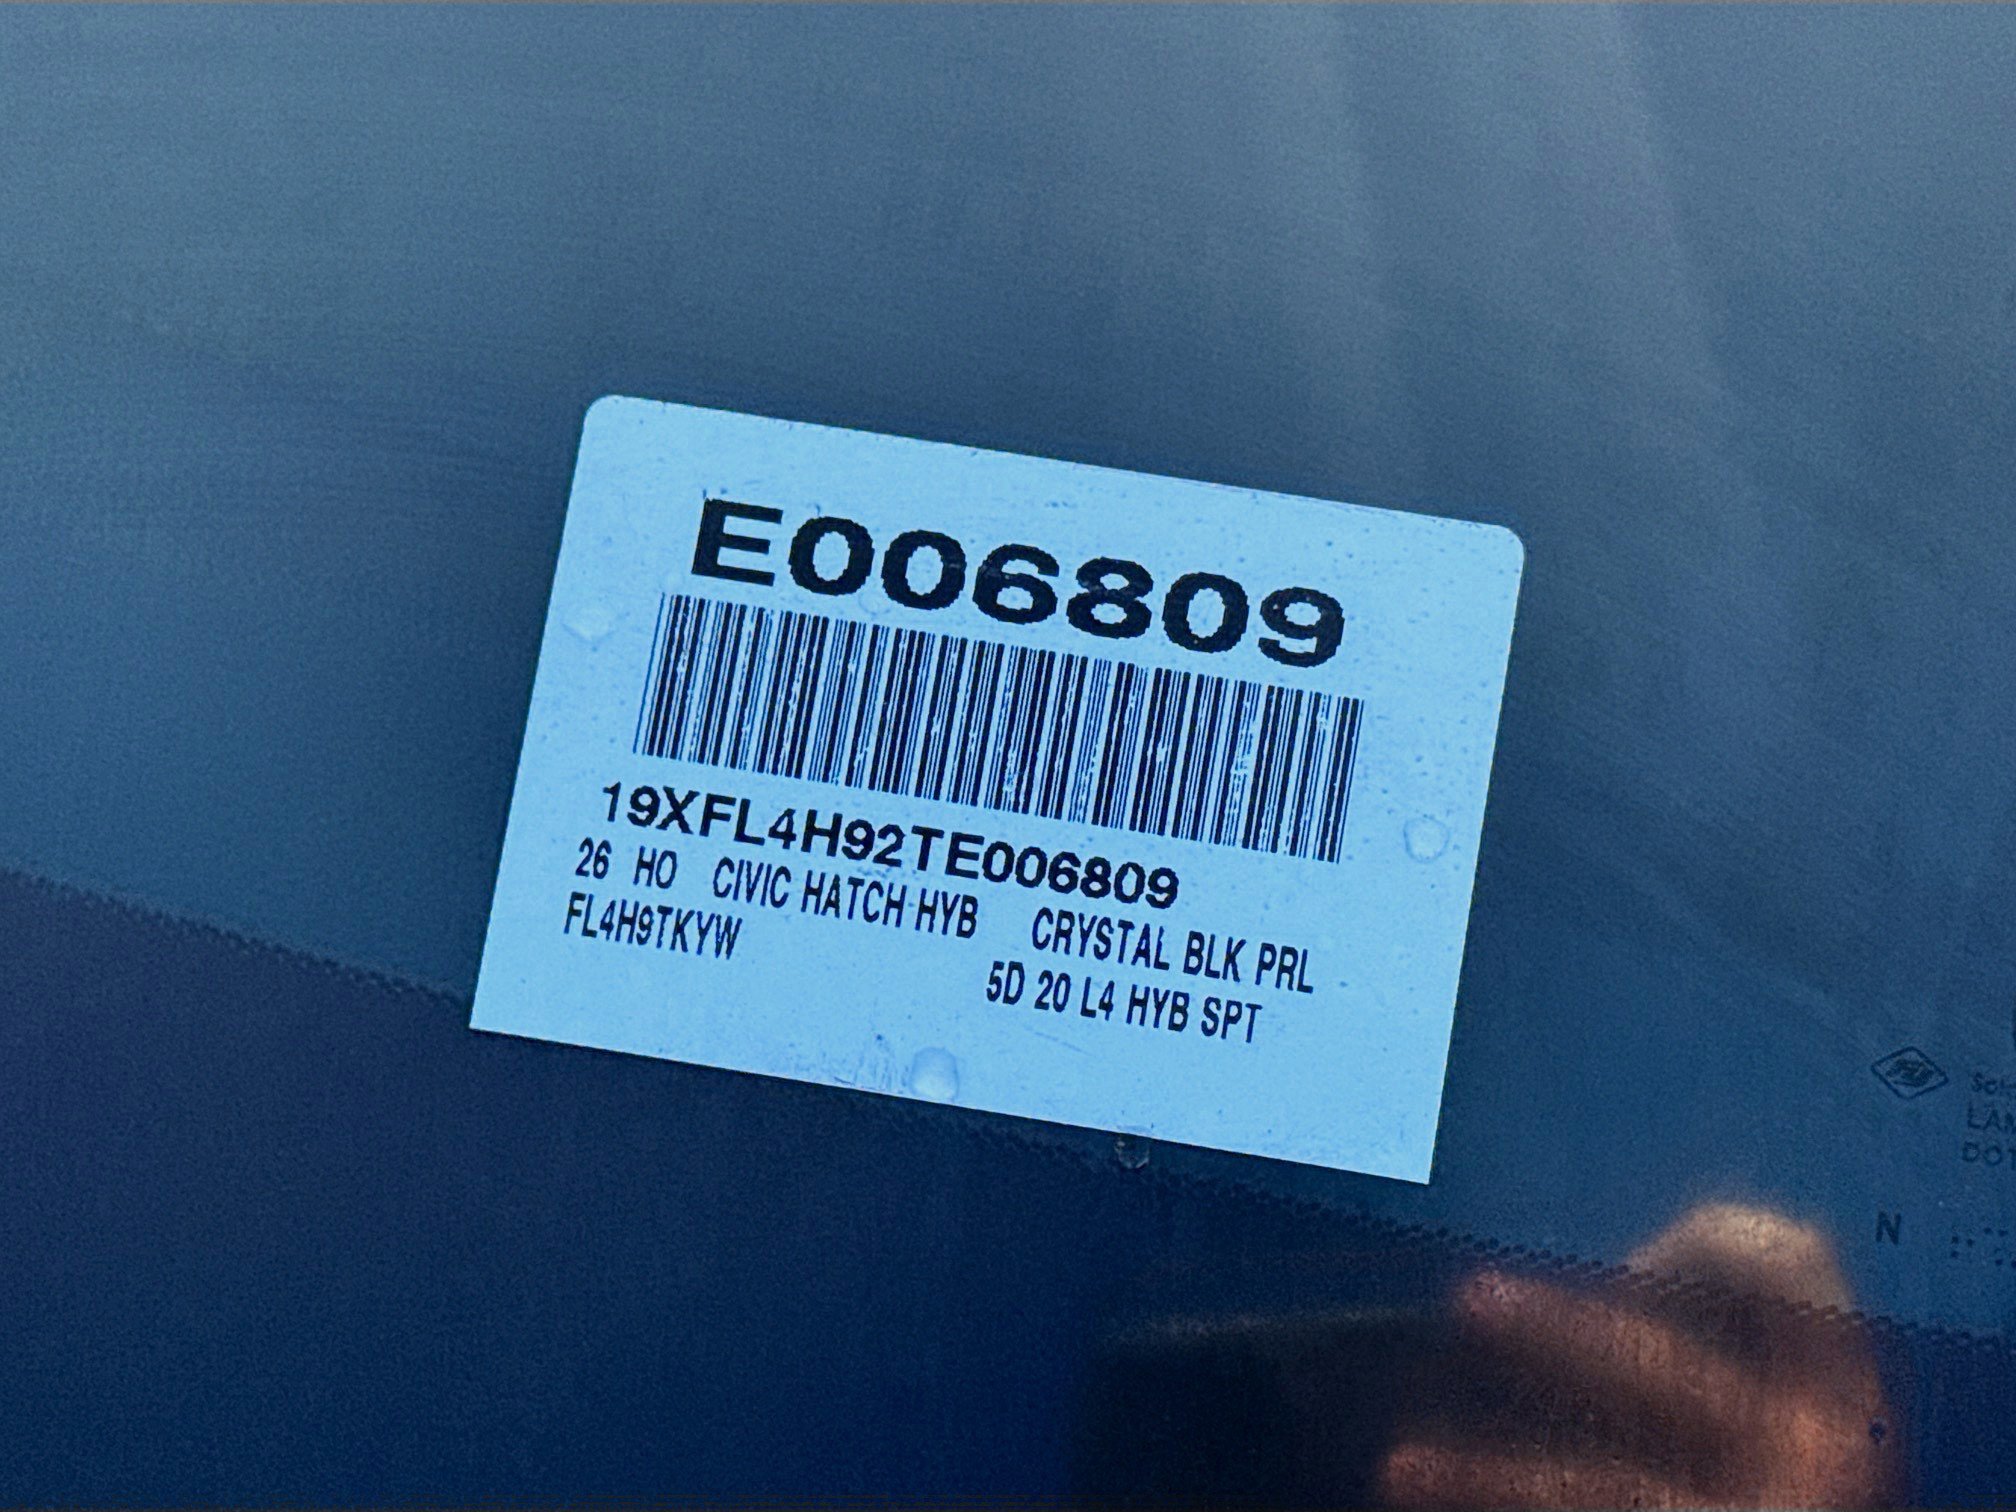 E006809
19XFL4H92TE006809
26 HO CIVIC HATCH HYB CRYSTAL BLK PRL
FL4H9TKYW 5D 20 L4 HYB SPT
N